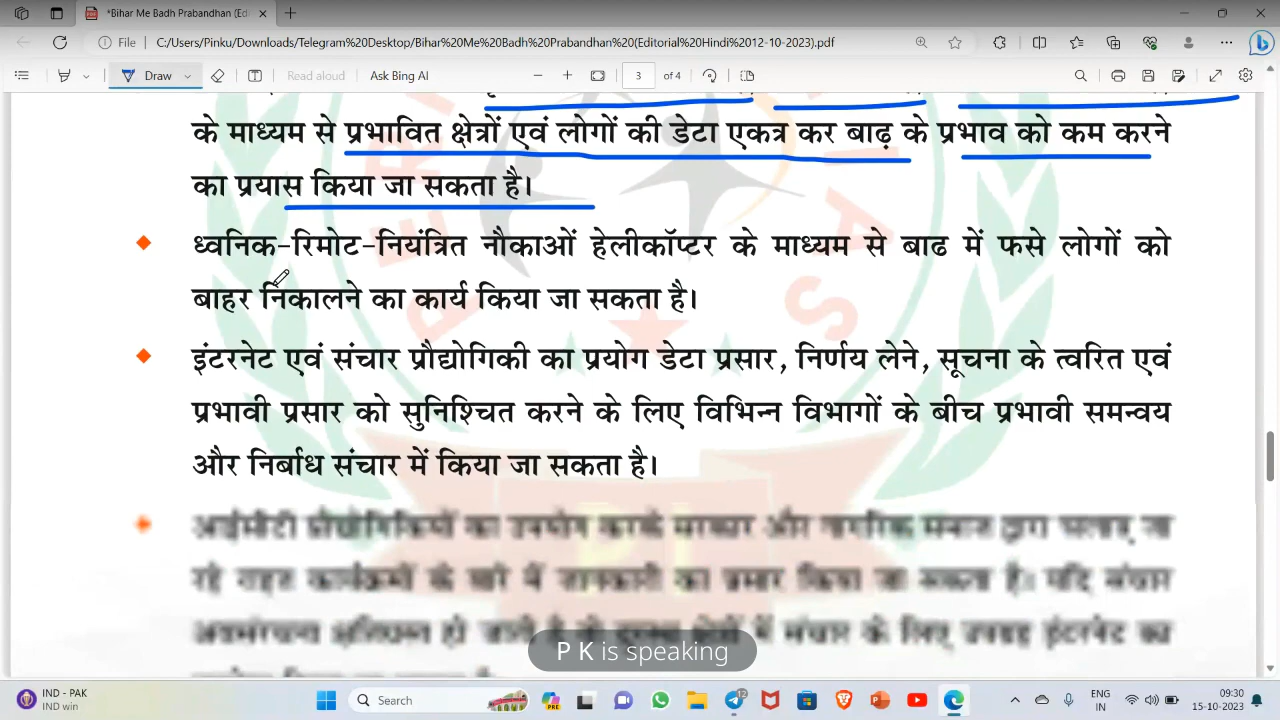 *Bihar Me Badh Prabandhan (Edi
File C:/Users/Pinku/Downloads/Telegram%20Desktop/Bihar%20Me%20Badh%20Prabandhan%20(Editorial%20Hindi%2012-10-2023).pdf
Draw Read aloud Ask Bing AI 3 of 4
के माध्यम से प्रभावित क्षेत्रों एवं लोगों की डेटा एकत्र कर बाढ़ के प्रभाव को कम करने
का प्रयास किया जा सकता है।
ध्वनिक-रिमोट-नियंत्रित नौकाओं हेलीकॉप्टर के माध्यम से बाढ में फसे लोगों को
बाहर निकालने का कार्य किया जा सकता है।
इंटरनेट एवं संचार प्रौद्योगिकी का प्रयोग डेटा प्रसार, निर्णय लेने, सूचना के त्वरित एवं
प्रभावी प्रसार को सुनिश्चित करने के लिए विभिन्न विभागों के बीच प्रभावी समन्वय
और निर्बाध संचार में किया जा सकता है।
P K is speaking
IND - PAK
IND win
Search
PRE
12
ENG
IN
09:30
15-10-2023